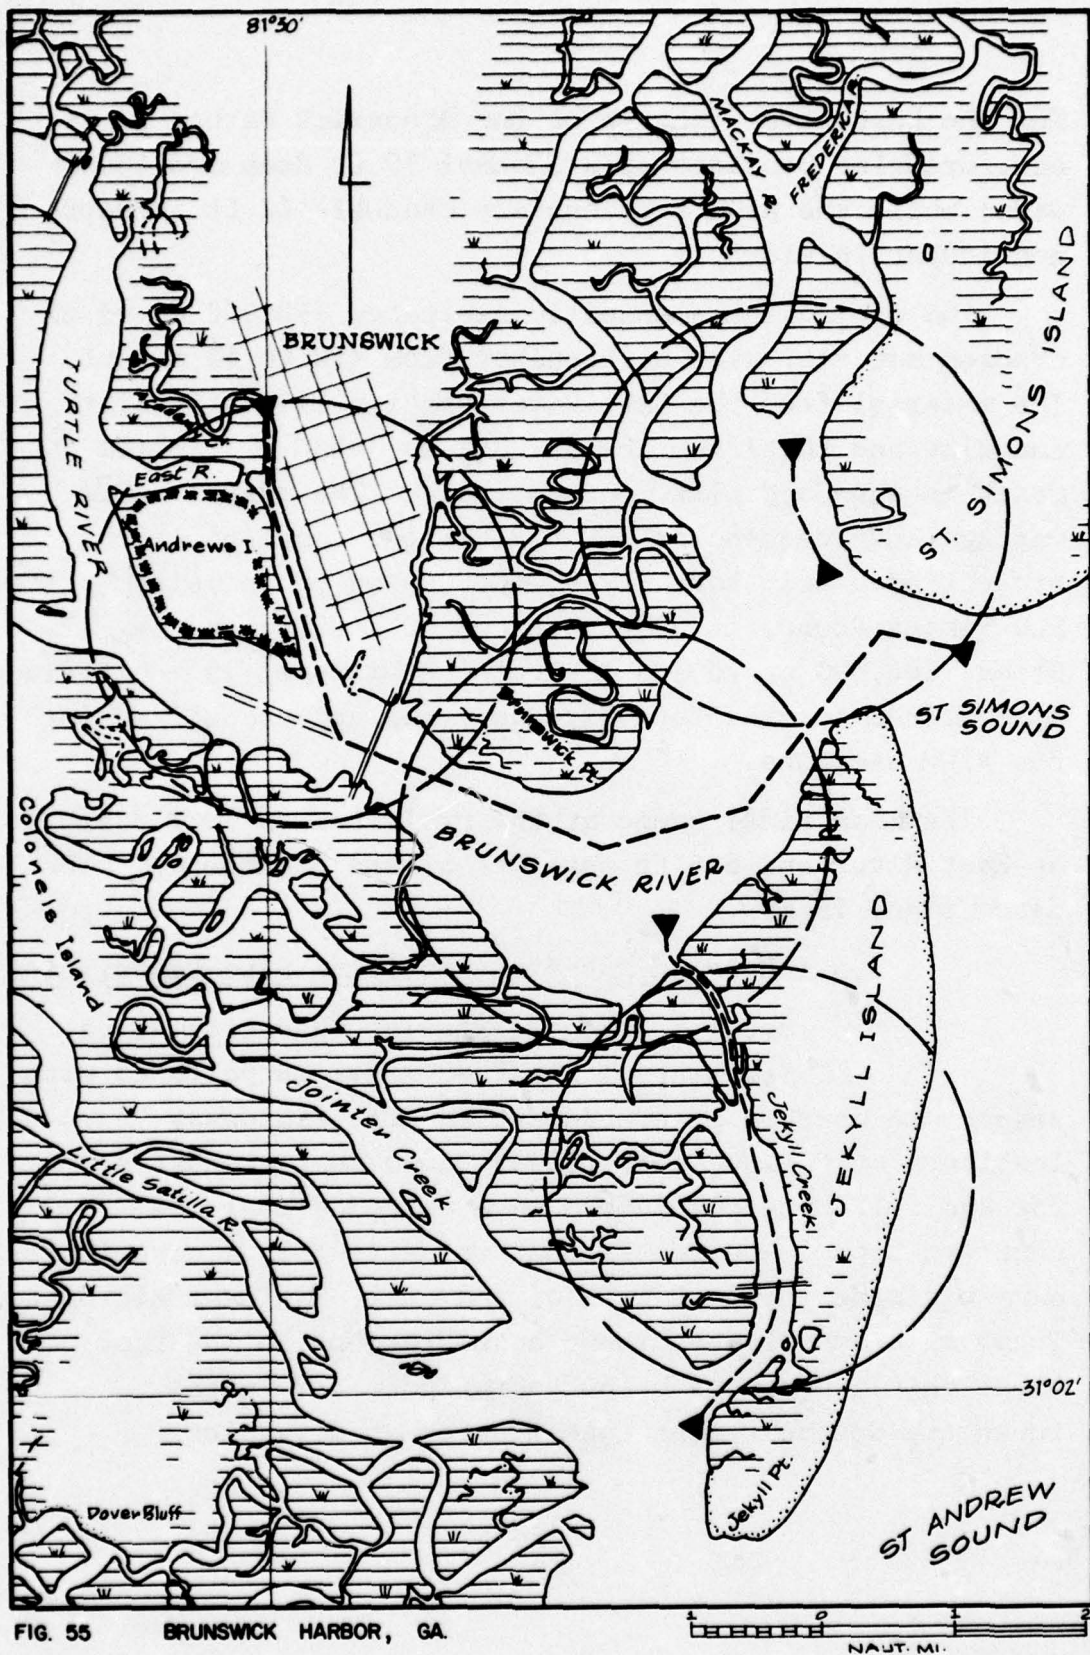 81°30'
MACKAY R
FREDERICA R.
ST. SIMONS ISLAND
BRUNSWICK
TURTLE RIVER
Academy Cr.
East R.
Andrews I.
Brunswick Pt.
ST SIMONS
SOUND
BRUNSWICK RIVER
Colonels Island
JEKYLL ISLAND
Jointer Creek
Jekyll Creek
Little Satilla R.
31°02'
Jekyll Pt.
Dover Bluff
ST ANDREW
SOUND
FIG. 55 BRUNSWICK HARBOR, GA.
1 0 1 2
NAUT. MI.